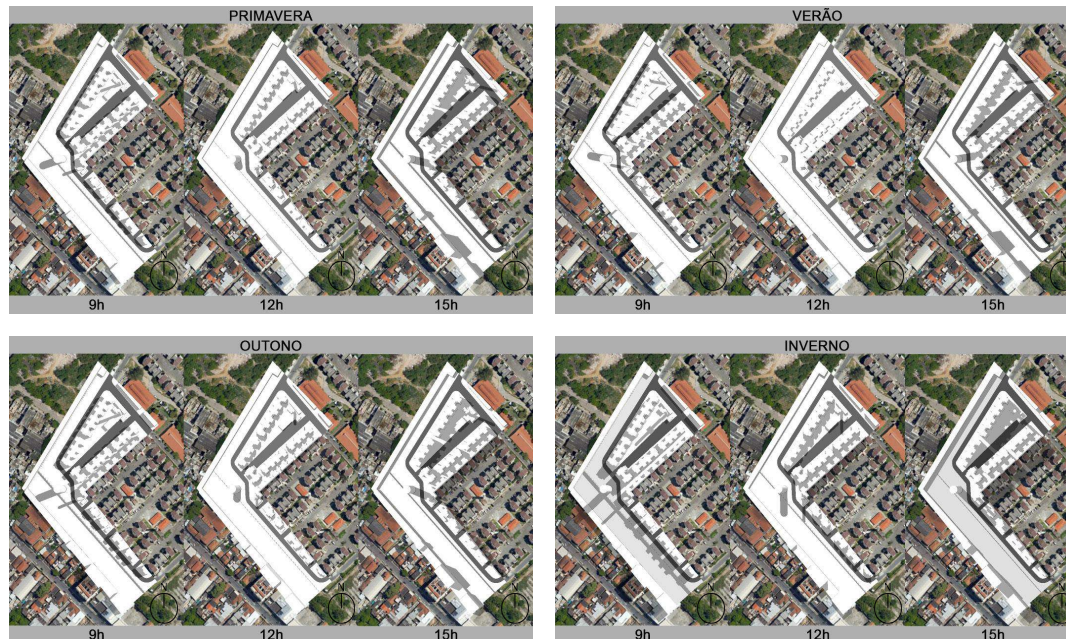 PRIMAVERA
N
9h 12h 15h
VERÃO
N
9h 12h 15h
OUTONO
N N N
9h 12h 15h
INVERNO
N N N
9h 12h 15h